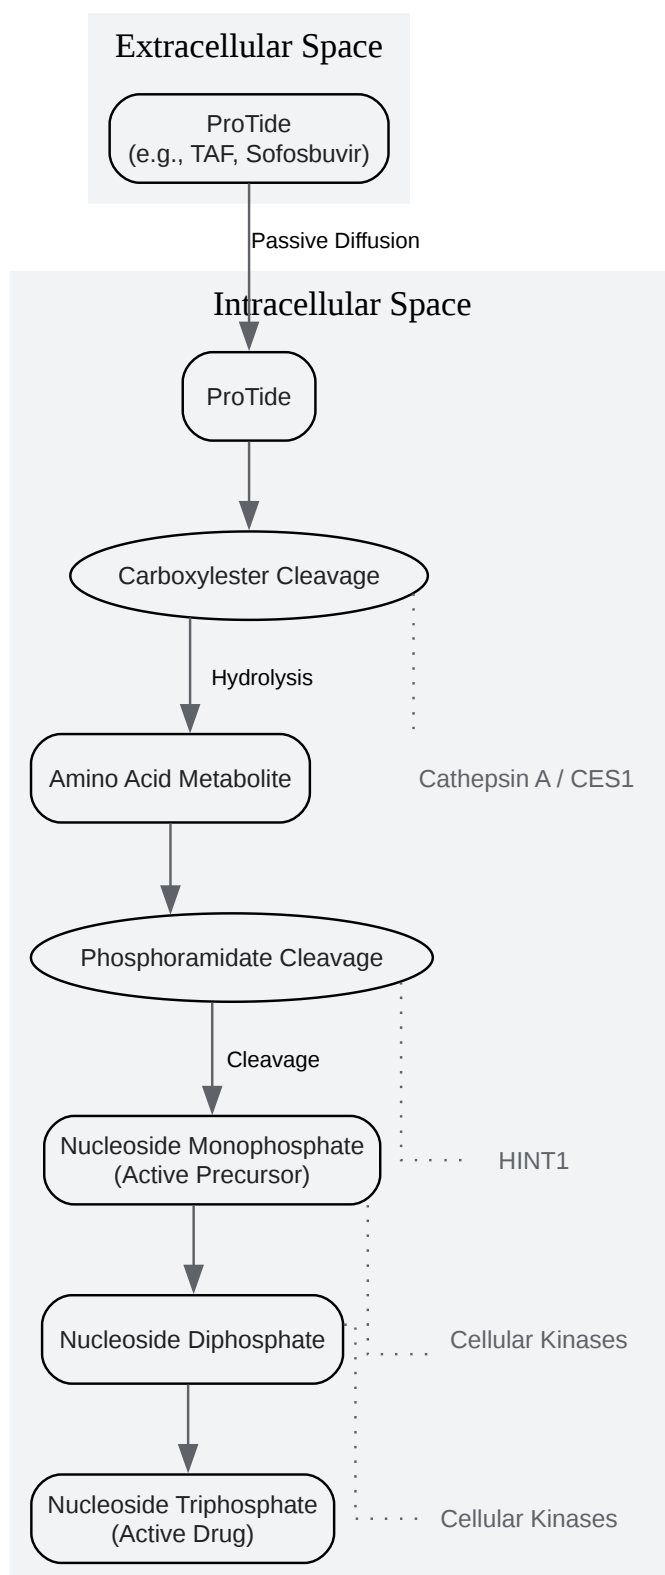 Extracellular Space
ProTide
(e.g., TAF, Sofosbuvir)
Passive Diffusion
Intracellular Space
ProTide
Carboxylester Cleavage
Hydrolysis
Amino Acid Metabolite
Cathepsin A / CES1
Phosphoramidate Cleavage
Cleavage
Nucleoside Monophosphate
(Active Precursor)
HINT1
Nucleoside Diphosphate
Cellular Kinases
Nucleoside Triphosphate
(Active Drug)
Cellular Kinases